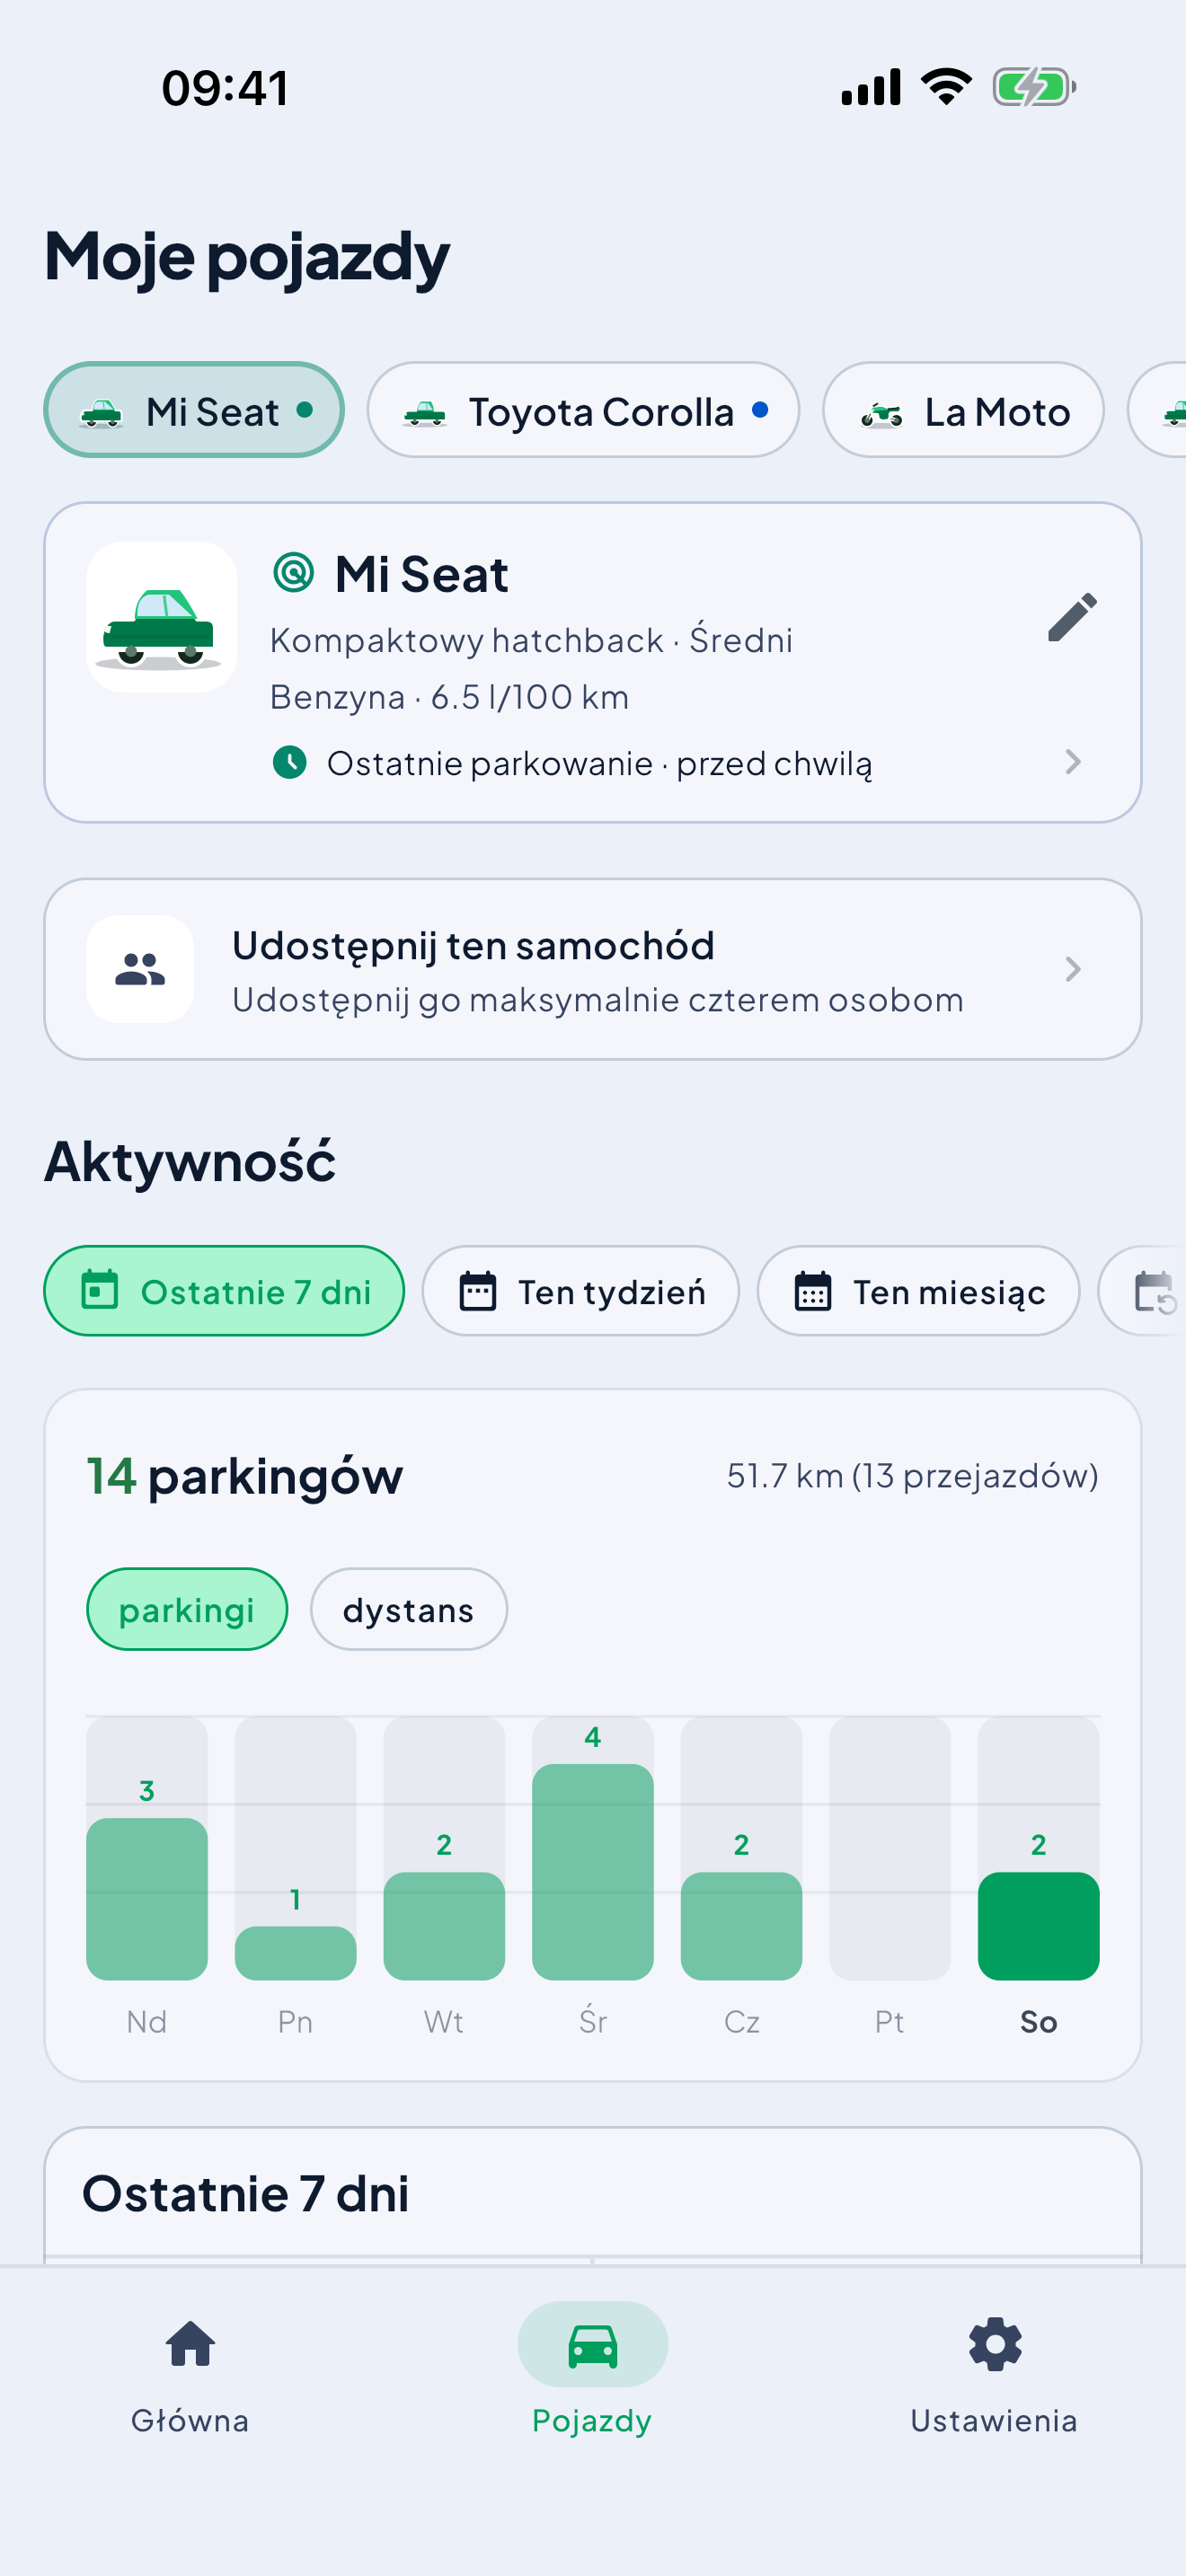 09:41
Moje pojazdy
Mi Seat
Toyota Corolla
La Moto
Mi Seat
Kompaktowy hatchback · Średni
Benzyna · 6.5 l/100 km
Ostatnie parkowanie · przed chwilą
Udostępnij ten samochód
Udostępnij go maksymalnie czterem osobom
Aktywność
Ostatnie 7 dni
Ten tydzień
Ten miesiąc
14 parkingów
51.7 km (13 przejazdów)
parkingi
dystans
3
1
2
4
2
2
Nd
Pn
Wt
Śr
Cz
Pt
So
Ostatnie 7 dni
Główna
Pojazdy
Ustawienia